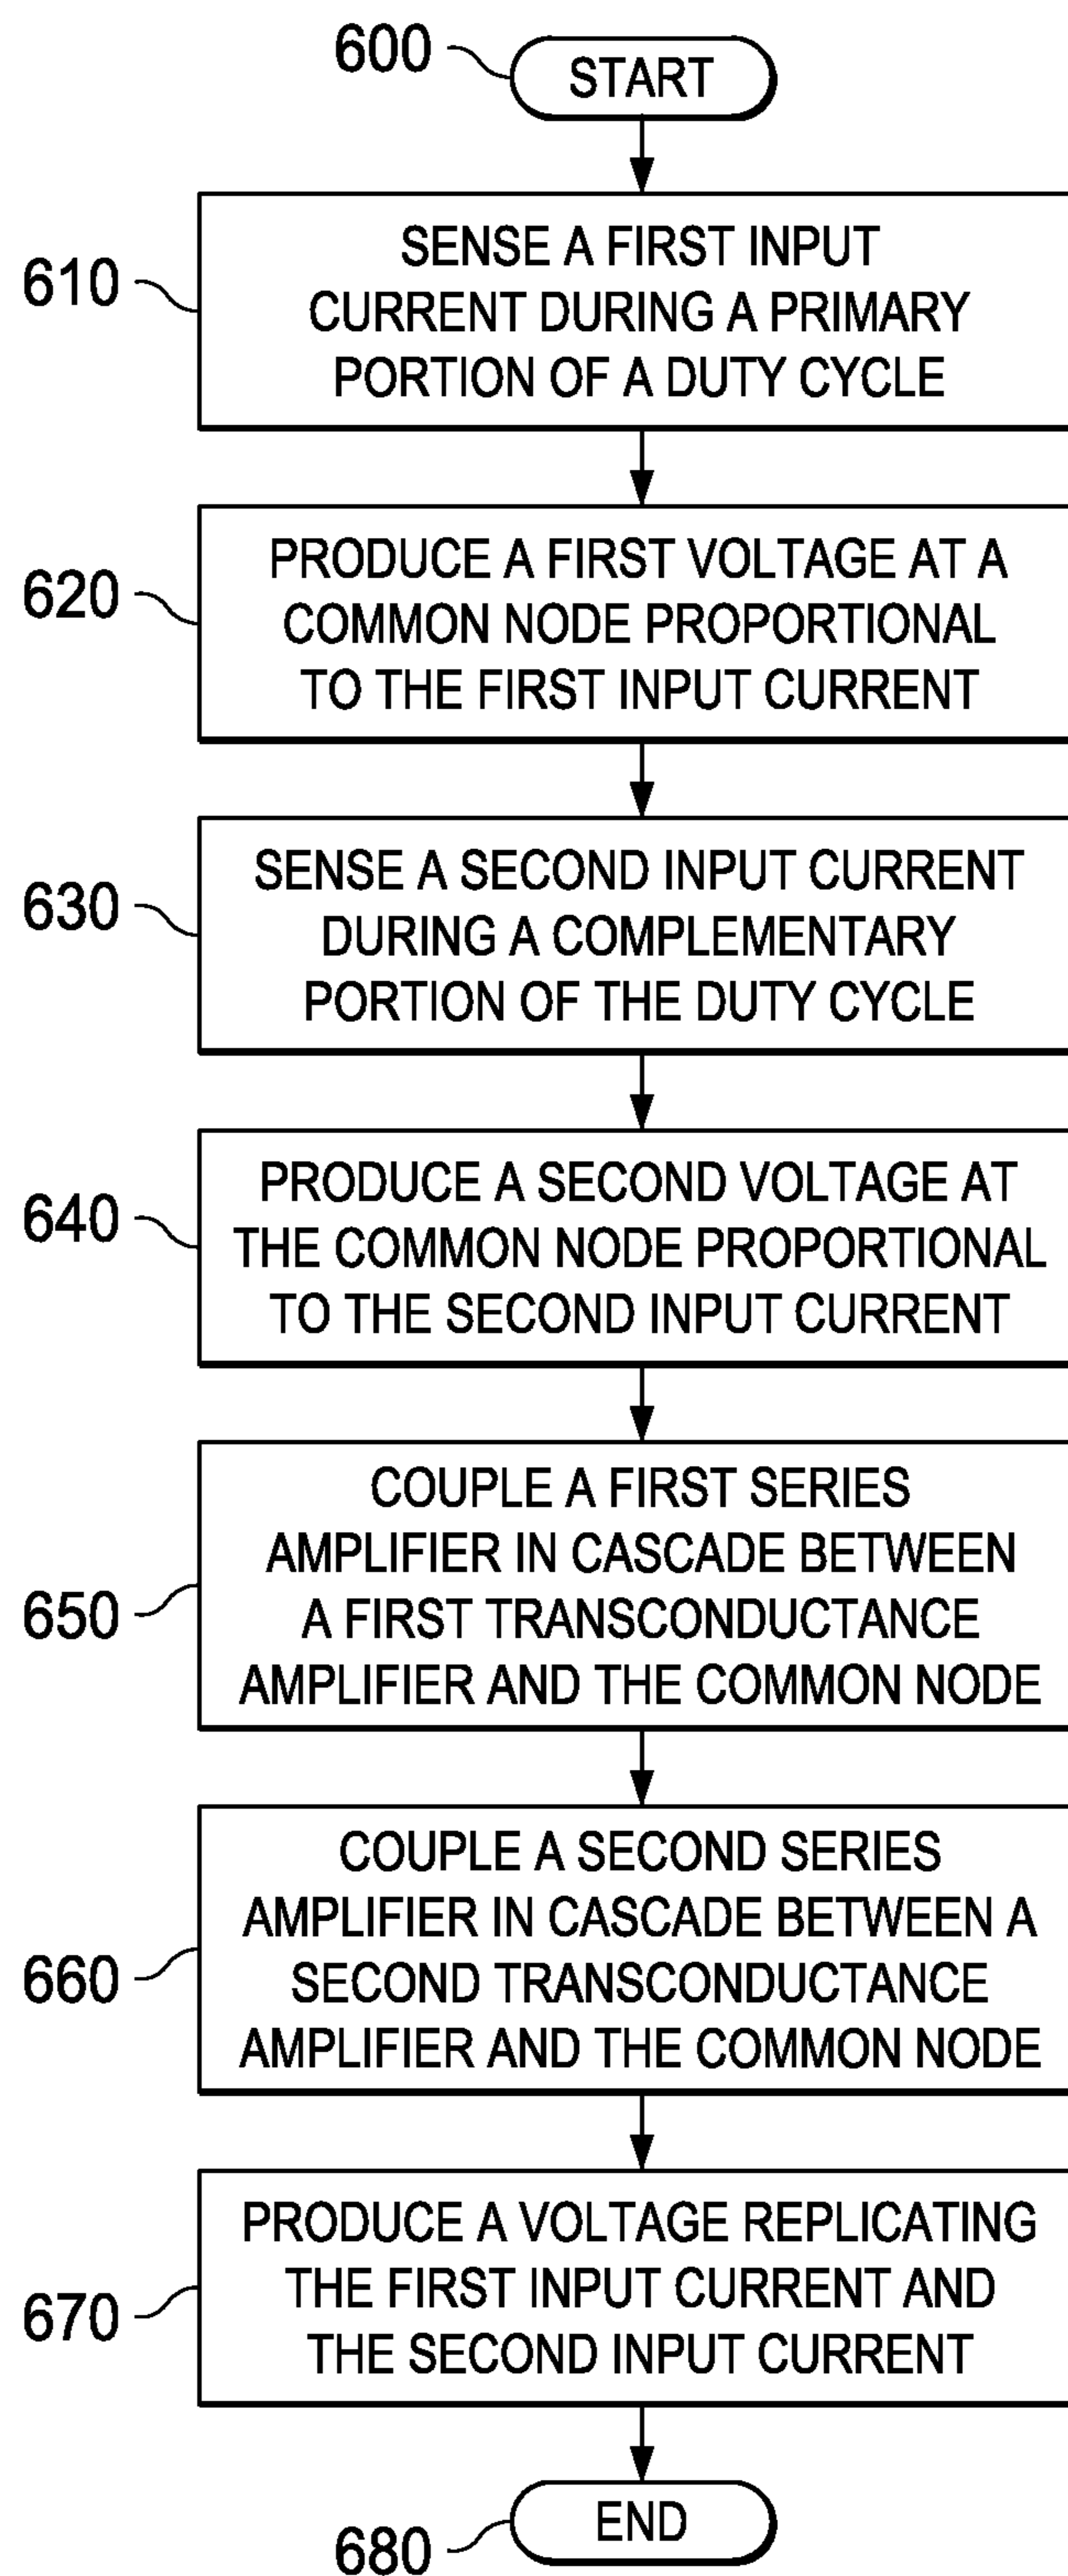 600
START
610
SENSE A FIRST INPUT
CURRENT DURING A PRIMARY
PORTION OF A DUTY CYCLE
620
PRODUCE A FIRST VOLTAGE AT A
COMMON NODE PROPORTIONAL
TO THE FIRST INPUT CURRENT
630
SENSE A SECOND INPUT CURRENT
DURING A COMPLEMENTARY
PORTION OF THE DUTY CYCLE
640
PRODUCE A SECOND VOLTAGE AT
THE COMMON NODE PROPORTIONAL
TO THE SECOND INPUT CURRENT
650
COUPLE A FIRST SERIES
AMPLIFIER IN CASCADE BETWEEN
A FIRST TRANSCONDUCTANCE
AMPLIFIER AND THE COMMON NODE
660
COUPLE A SECOND SERIES
AMPLIFIER IN CASCADE BETWEEN A
SECOND TRANSCONDUCTANCE
AMPLIFIER AND THE COMMON NODE
670
PRODUCE A VOLTAGE REPLICATING
THE FIRST INPUT CURRENT AND
THE SECOND INPUT CURRENT
680
END